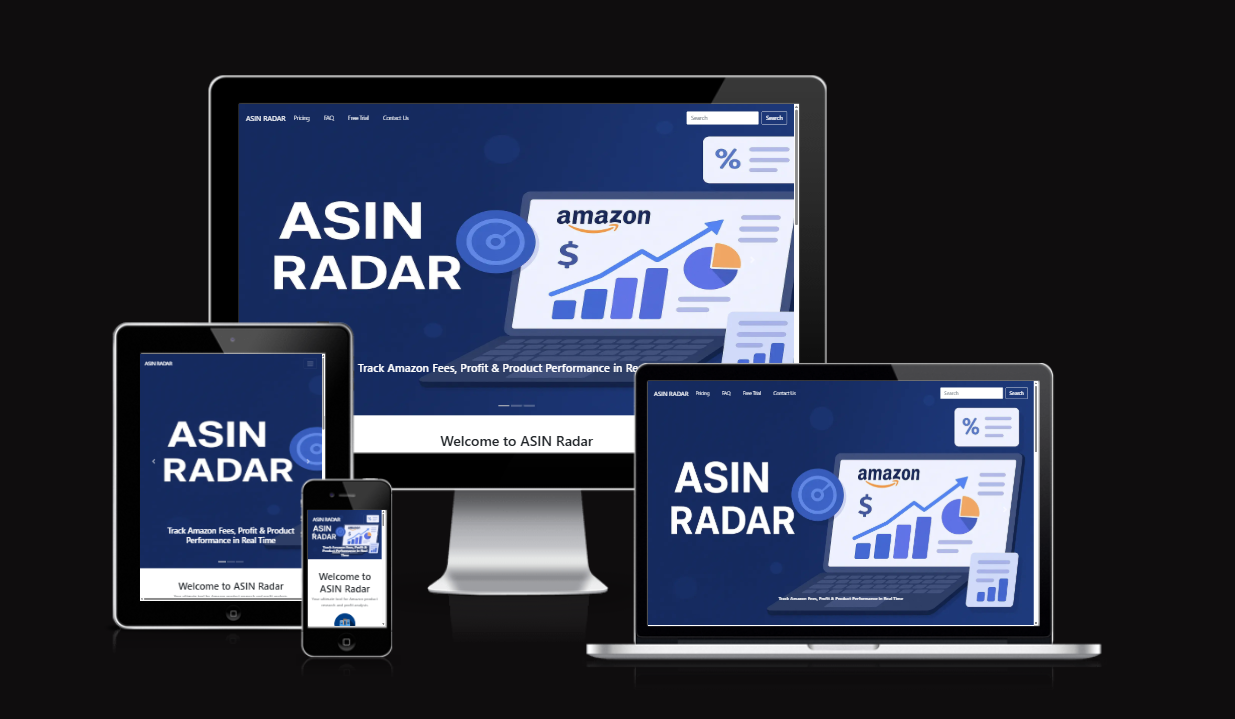 ASIN RADAR Pricing FAQ Free Trial Contact Us Search Search
%
ASIN
RADAR
amazon
$
Track Amazon Fees, Profit & Product Performance in Re
Welcome to ASIN Radar
ASIN RADAR
ASIN
RADAR
Track Amazon Fees, Profit & Product
Performance in Real Time
Welcome to ASIN Radar
ASIN RADAR
%
ASIN
RADAR
Track Amazon Fees, Profit &
Product Performance in Real
Time
Welcome to
ASIN Radar
Your ultimate tool for Amazon product
research and profit analysis
ASIN RADAR Pricing FAQ Free Trial Contact Us Search Search
%
ASIN
RADAR
amazon
$
Track Amazon Fees, Profit & Product Performance in Real Time